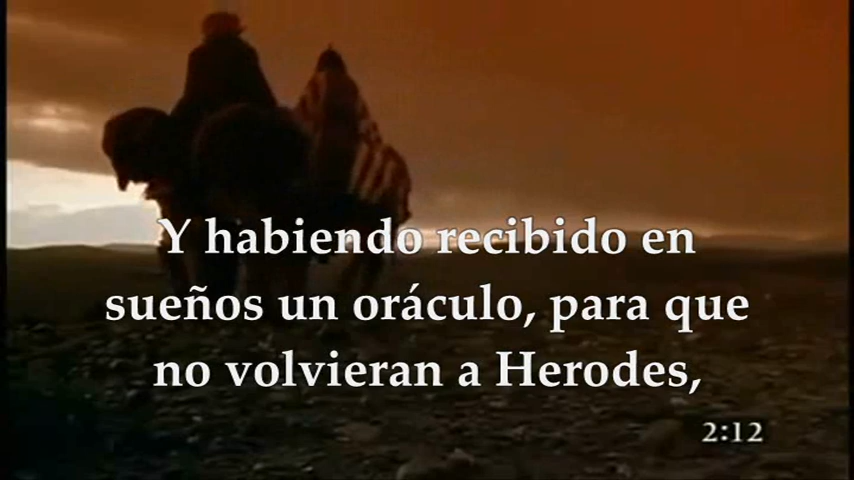 Y habiendo recibido en
sueños un oráculo, para que
no volvieran a Herodes,
2:12